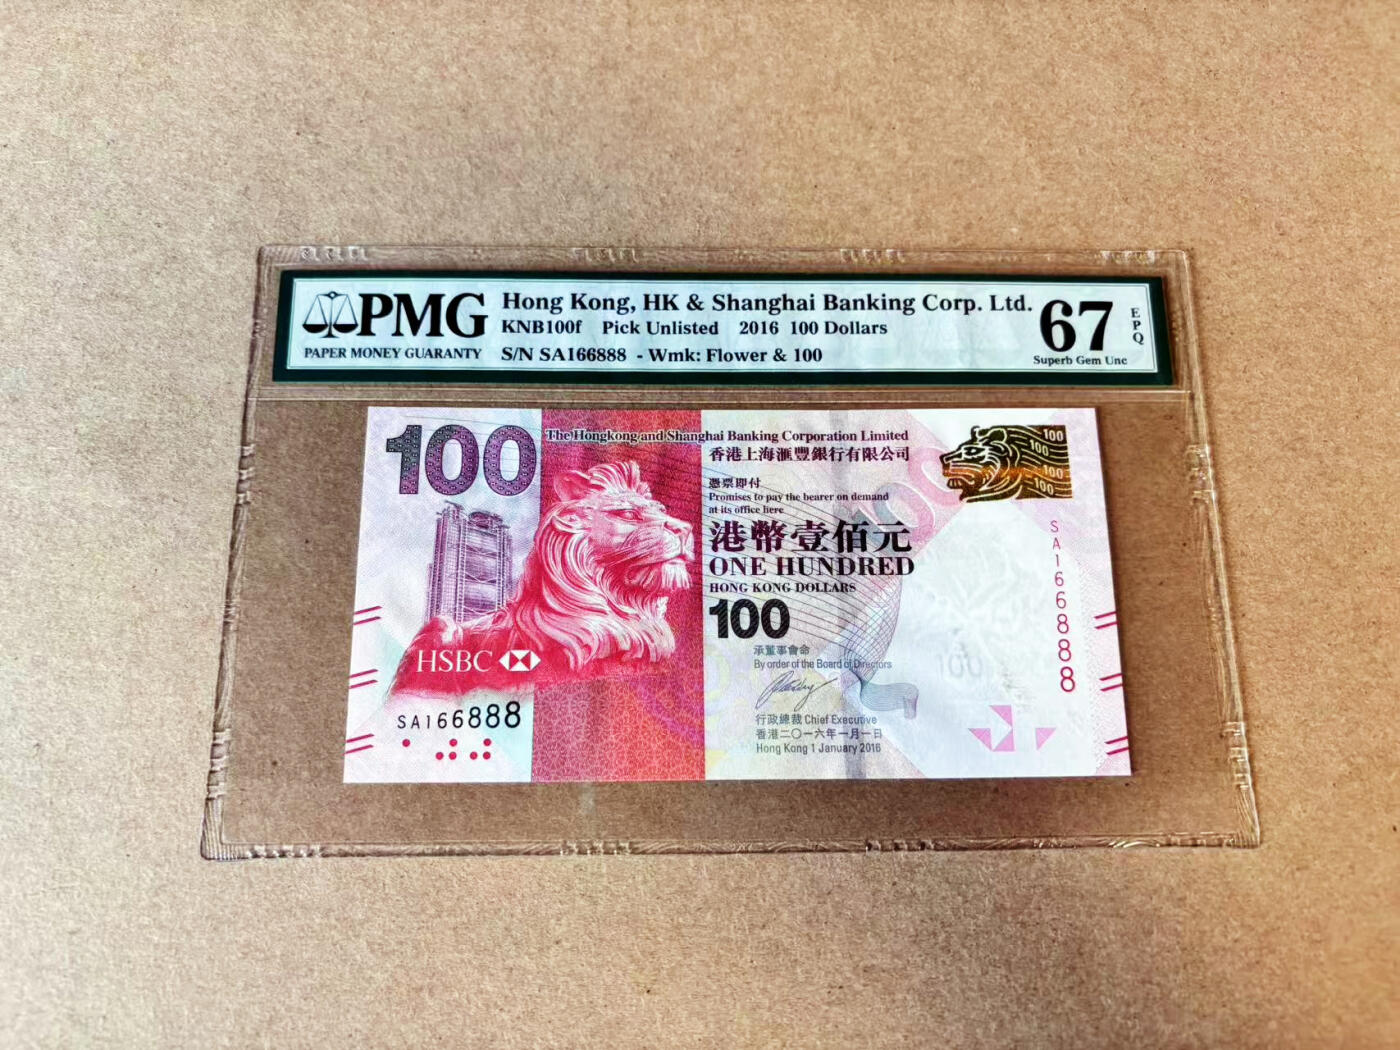 PMG
PAPER MONEY GUARANTY
Hong Kong, HK & Shanghai Banking Corp. Ltd.
KNB100f Pick Unlisted 2016 100 Dollars
S/N SA166888 - Wmk: Flower & 100
67
EPQ
Superb Gem Unc
100
The Hongkong and Shanghai Banking Corporation Limited
香港上海滙豐銀行有限公司
憑票即付
Promises to pay the bearer on demand
at its office here
港幣壹佰元
ONE HUNDRED
HONG KONG DOLLARS
100
承董事會命
By order of the Board of Directors
行政總裁 Chief Executive
香港二〇一六年一月一日
Hong Kong 1 January 2016
HSBC
SA166888
100
100
100
100
SA166888
100
100